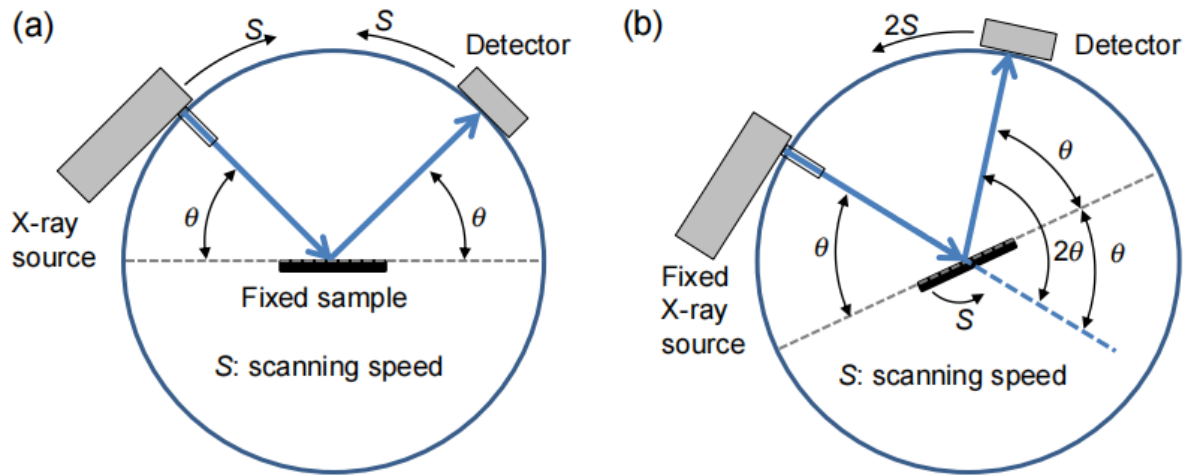 (a)
S
S
Detector
θ
θ
X-ray
source
Fixed sample
S: scanning speed
(b)
2S
Detector
θ
θ
2θ
θ
Fixed
X-ray
source
S
S: scanning speed